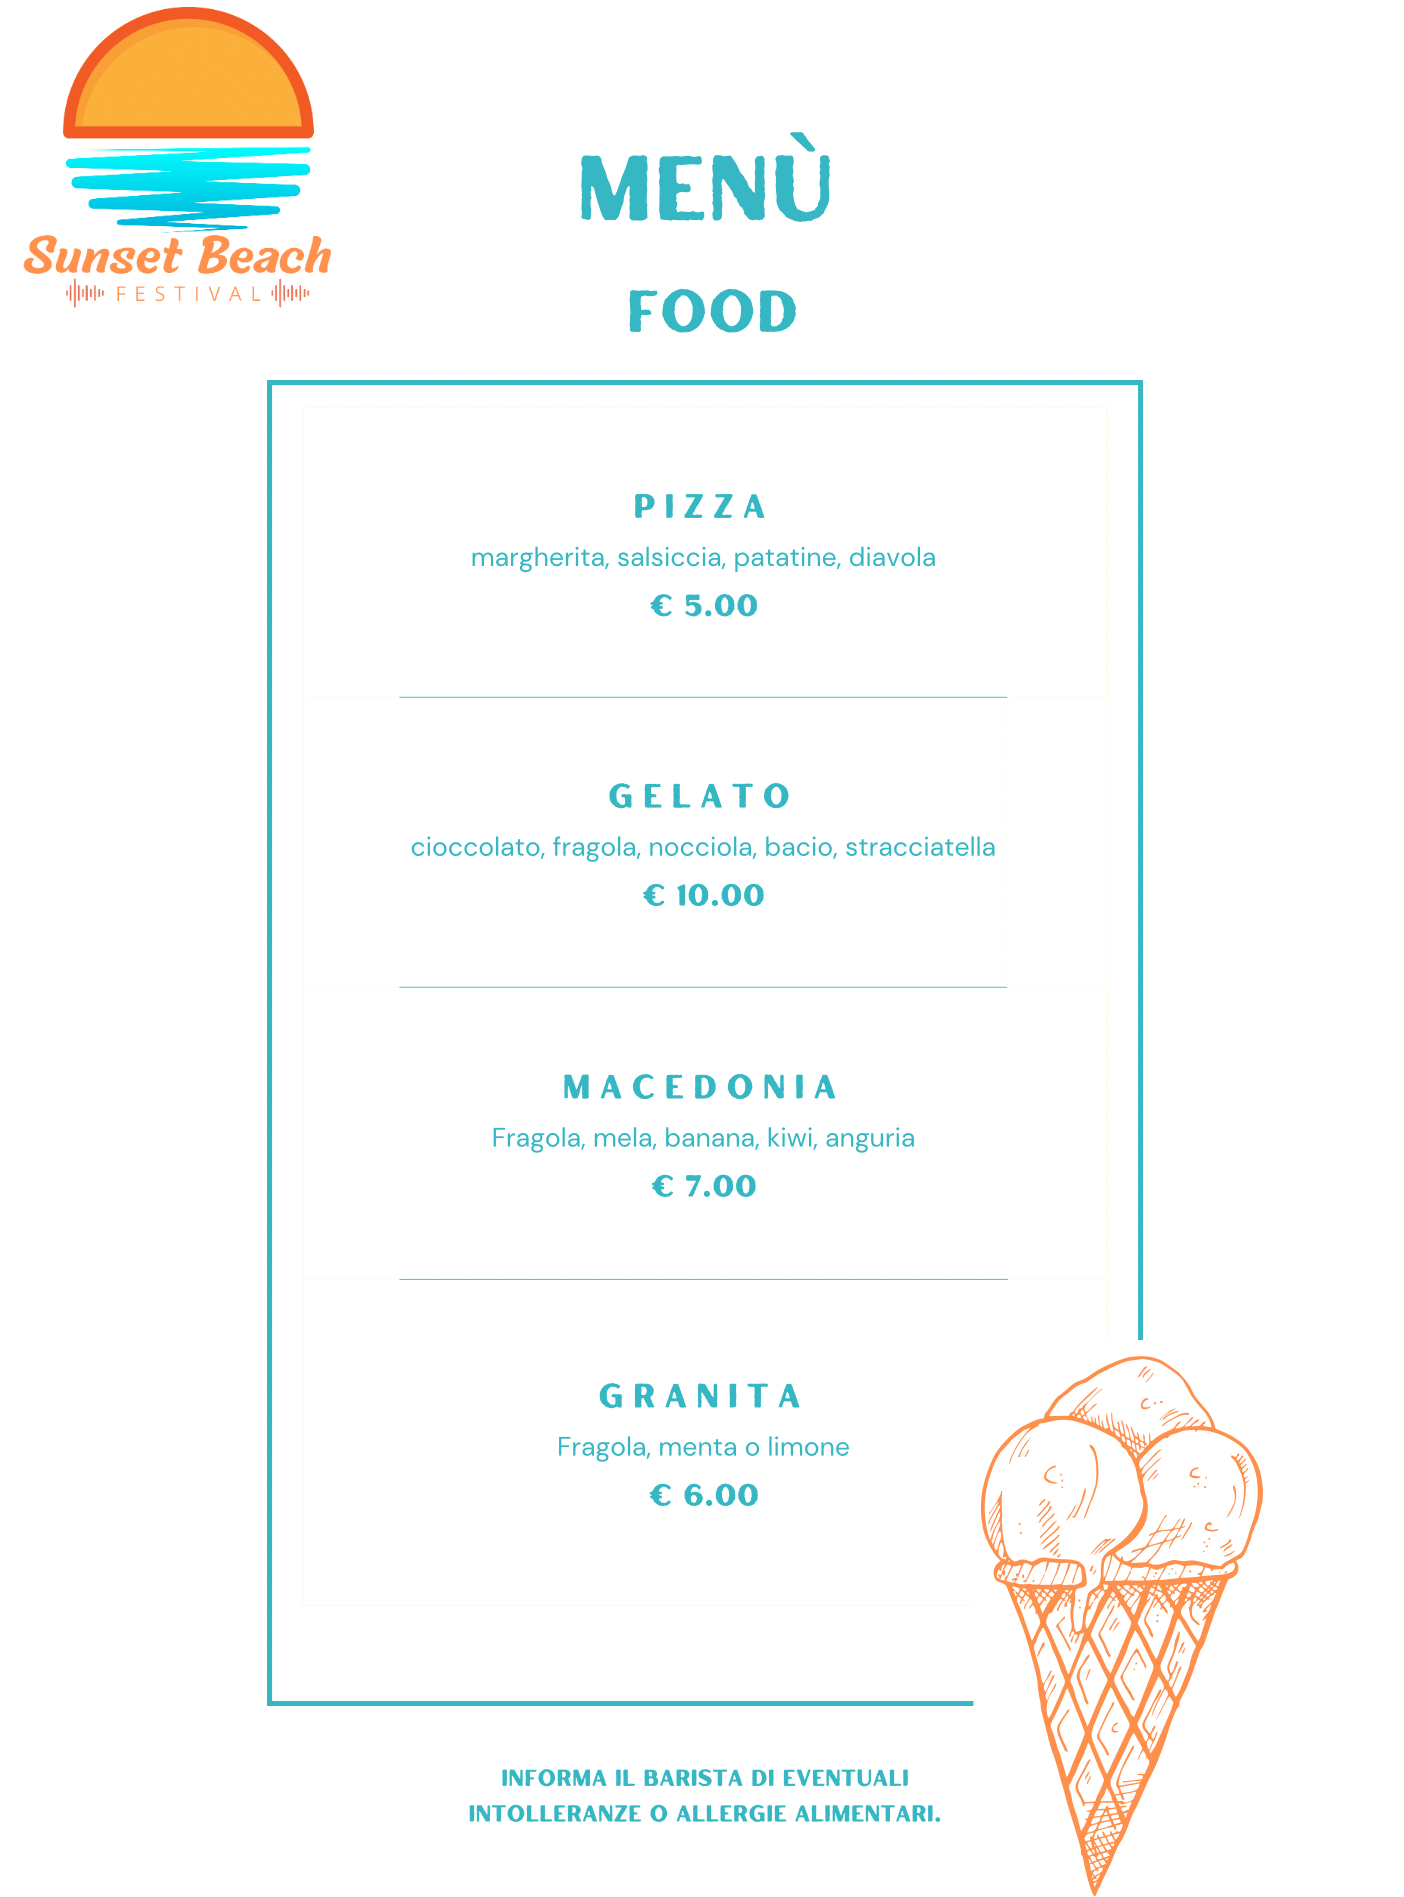 Sunset Beach
FESTIVAL
MENÙ
FOOD
PIZZA
margherita, salsiccia, patatine, diavola
€ 5.00
GELATO
cioccolato, fragola, nocciola, bacio, stracciatella
€ 10.00
MACEDONIA
Fragola, mela, banana, kiwi, anguria
€ 7.00
GRANITA
Fragola, menta o limone
€ 6.00
INFORMA IL BARISTA DI EVENTUALI
INTOLLERANZE O ALLERGIE ALIMENTARI.